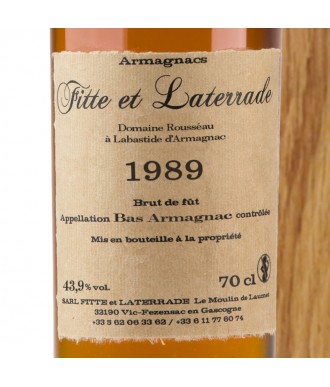 Armagnacs
Fitte et Laterrade
Domaine Rousseau
à Labastide d'Armagnac
1989
Brut de fût
Appellation Bas Armagnac contrôlée
Mis en bouteille à la propriété
43,9% vol.
70 cl
SARL FITTE et LATERRADE Le Moulin de Laumet
32190 Vic-Fezensac en Gascogne
+33 5 62 06 33 62 / +33 6 11 77 60 74